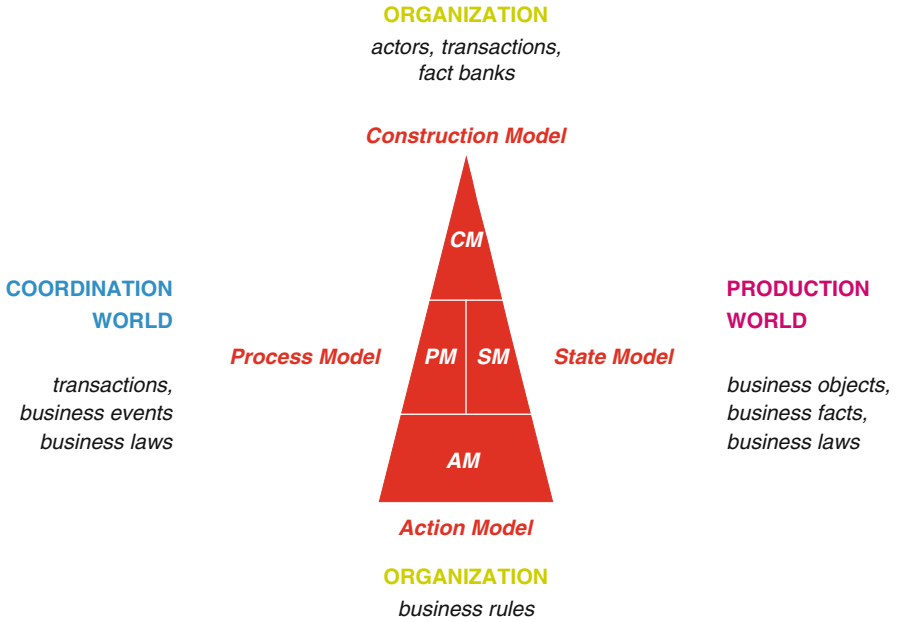 ORGANIZATION
actors, transactions,
fact banks
Construction Model
CM
COORDINATION
WORLD
transactions,
business events
business laws
Process Model
PM
SM
State Model
PRODUCTION
WORLD
business objects,
business facts,
business laws
AM
Action Model
ORGANIZATION
business rules